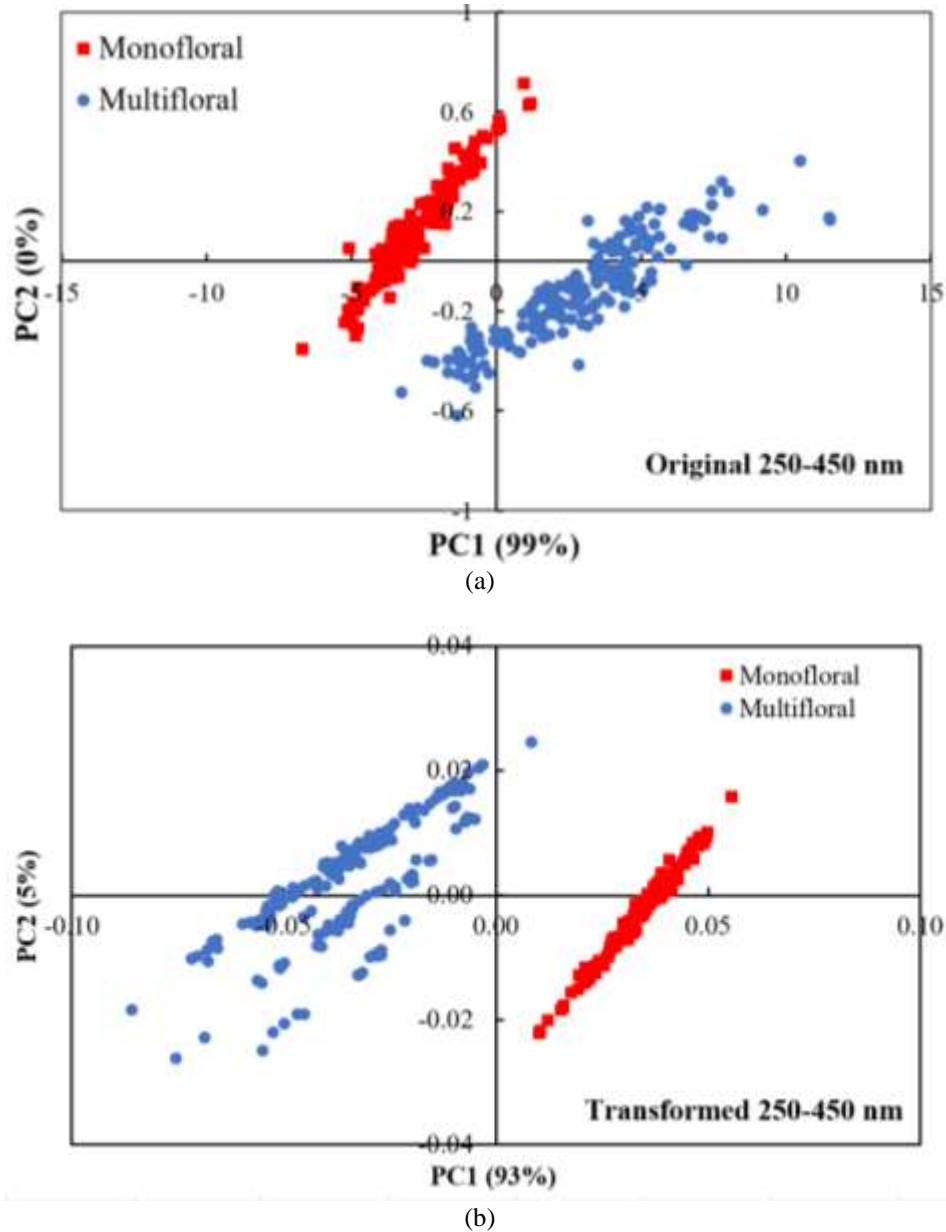 1
Monofloral
Multifloral
0.6
0.2
PC2 (0%)
-15 -10 -5 0 5 10 15
-0.2
-0.6
Original 250-450 nm
-1
PC1 (99%)
(a)
0.04
Monofloral
Multifloral
0.02
PC2 (5%)
0.00
-0.10 -0.05 0.00 0.05 0.10
-0.02
Transformed 250-450 nm
-0.04
PC1 (93%)
(b)